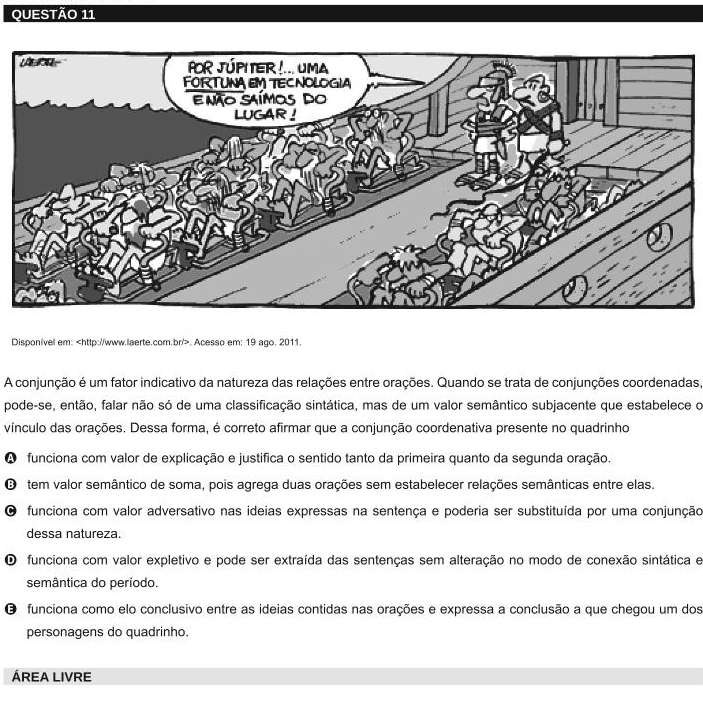 QUESTÃO 11
LAERTE
POR JÚPITER!... UMA
FORTUNA EM TECNOLOGIA
E NÃO SAÍMOS DO
LUGAR!
Disponível em: <http://www.laerte.com.br/>. Acesso em: 19 ago. 2011.
A conjunção é um fator indicativo da natureza das relações entre orações. Quando se trata de conjunções coordenadas,
pode-se, então, falar não só de uma classificação sintática, mas de um valor semântico subjacente que estabelece o
vínculo das orações. Dessa forma, é correto afirmar que a conjunção coordenativa presente no quadrinho
A funciona com valor de explicação e justifica o sentido tanto da primeira quanto da segunda oração.
B tem valor semântico de soma, pois agrega duas orações sem estabelecer relações semânticas entre elas.
C funciona com valor adversativo nas ideias expressas na sentença e poderia ser substituída por uma conjunção
dessa natureza.
D funciona com valor expletivo e pode ser extraída das sentenças sem alteração no modo de conexão sintática e
semântica do período.
E funciona como elo conclusivo entre as ideias contidas nas orações e expressa a conclusão a que chegou um dos
personagens do quadrinho.
ÁREA LIVRE